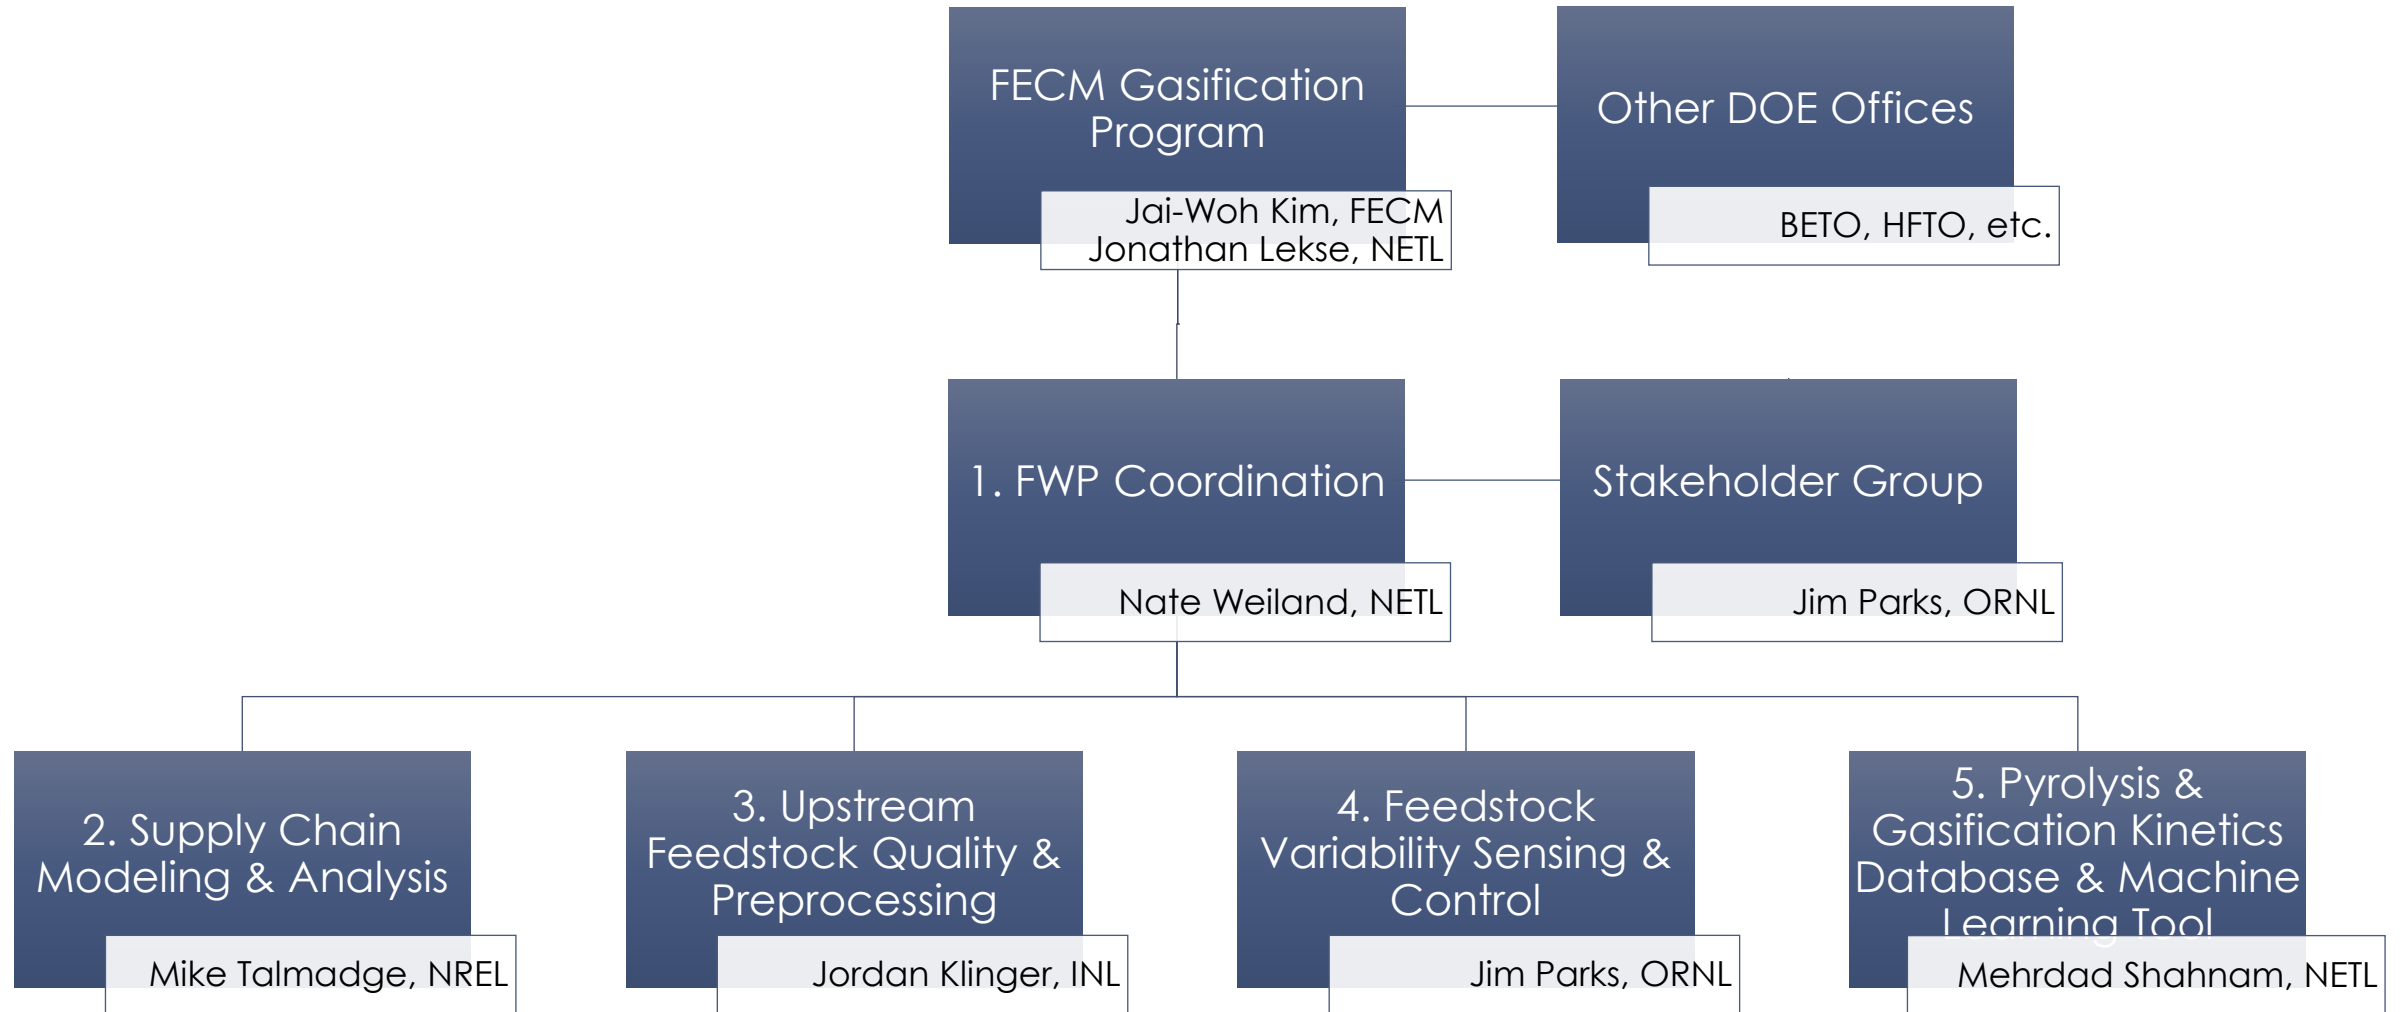 FECM Gasification
Program
Jai-Woh Kim, FECM
Jonathan Lekse, NETL
Other DOE Offices
BETO, HFTO, etc.
1. FWP Coordination
Nate Weiland, NETL
Stakeholder Group
Jim Parks, ORNL
2. Supply Chain
Modeling & Analysis
Mike Talmadge, NREL
3. Upstream
Feedstock Quality &
Preprocessing
Jordan Klinger, INL
4. Feedstock
Variability Sensing &
Control
Jim Parks, ORNL
5. Pyrolysis &
Gasification Kinetics
Database & Machine
Learning Tool
Mehrdad Shahnam, NETL